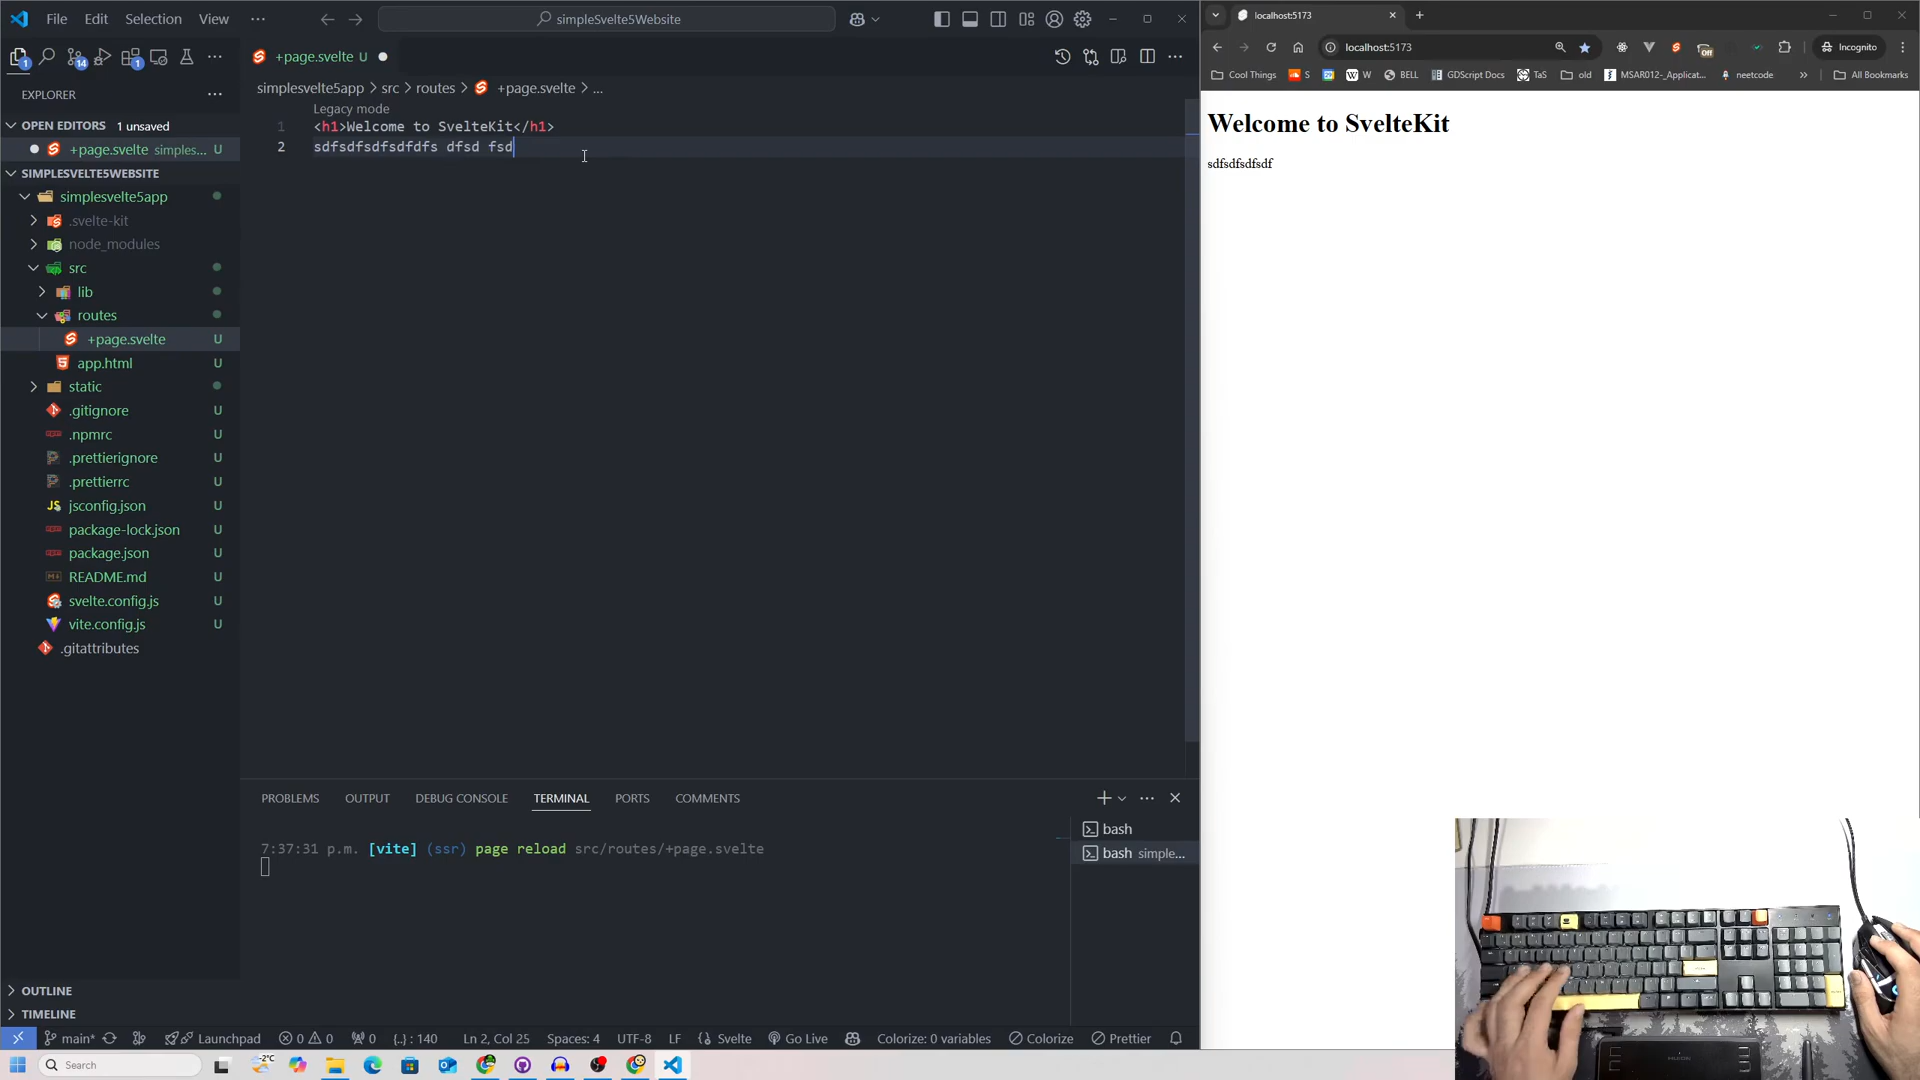 File Edit Selection View ··· simpleSvelte5Website
EXPLORER
OPEN EDITORS 1 unsaved
+page.svelte simples...
SIMPLESVELTE5WEBSITE
simplesvelte5app
.svelte-kit
node_modules
src
lib
routes
+page.svelte U
app.html U
static
.gitignore U
.npmrc U
.prettierignore U
.prettierrc U
jsconfig.json U
package-lock.json U
package.json U
README.md U
svelte.config.js U
vite.config.js U
.gitattributes
OUTLINE
TIMELINE
+page.svelte U
simplesvelte5app > src > routes > +page.svelte > ...
Legacy mode
1 <h1>Welcome to SvelteKit</h1>
2 sdfsdfsdfsdfdfs dfsd fsd
PROBLEMS OUTPUT DEBUG CONSOLE TERMINAL PORTS COMMENTS
7:37:31 p.m. [vite] (ssr) page reload src/routes/+page.svelte
bash
bash simple...
main* Launchpad 0 0 0 {..} : 140 Ln 2, Col 25 Spaces: 4 UTF-8 LF {} Svelte Go Live Colorize: 0 variables Colorize Prettier
Search -2°C
localhost:5173
localhost:5173 Off Incognito
Cool Things S W BELL GDScript Docs TaS old MSAR012-_Applicat... neetcode » All Bookmarks
Welcome to SvelteKit
sdfsdfsdfsdf